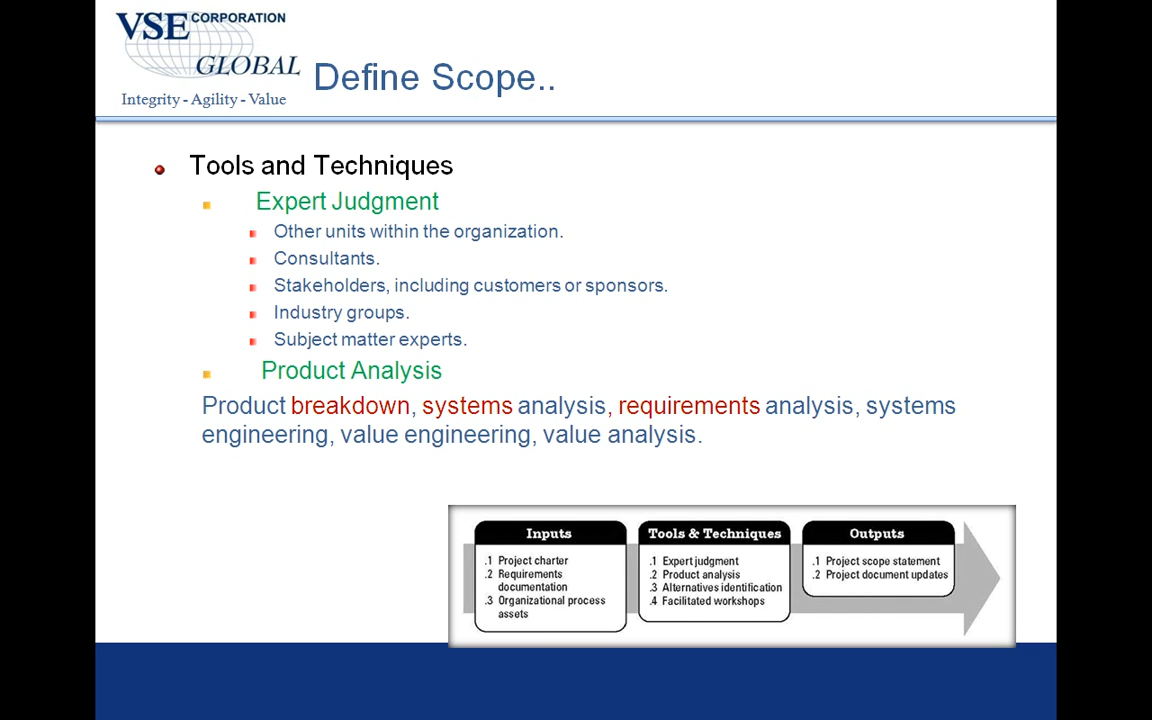 VSE CORPORATION
GLOBAL
Integrity - Agility - Value
Define Scope..
Tools and Techniques
Expert Judgment
Other units within the organization.
Consultants.
Stakeholders, including customers or sponsors.
Industry groups.
Subject matter experts.
Product Analysis
Product breakdown, systems analysis, requirements analysis, systems
engineering, value engineering, value analysis.
Inputs
.1 Project charter
.2 Requirements
documentation
.3 Organizational process
assets
Tools & Techniques
.1 Expert judgment
.2 Product analysis
.3 Alternatives identification
.4 Facilitated workshops
Outputs
.1 Project scope statement
.2 Project document updates